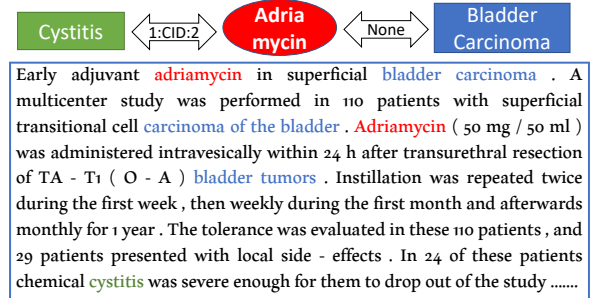 Cystitis 1:CID:2 Adria mycin None Bladder Carcinoma
Early adjuvant adriamycin in superficial bladder carcinoma . A
multicenter study was performed in 110 patients with superficial
transitional cell carcinoma of the bladder . Adriamycin ( 50 mg / 50 ml )
was administered intravesically within 24 h after transurethral resection
of TA - T1 ( O - A ) bladder tumors . Instillation was repeated twice
during the first week , then weekly during the first month and afterwards
monthly for 1 year . The tolerance was evaluated in these 110 patients , and
29 patients presented with local side - effects . In 24 of these patients
chemical cystitis was severe enough for them to drop out of the study .......